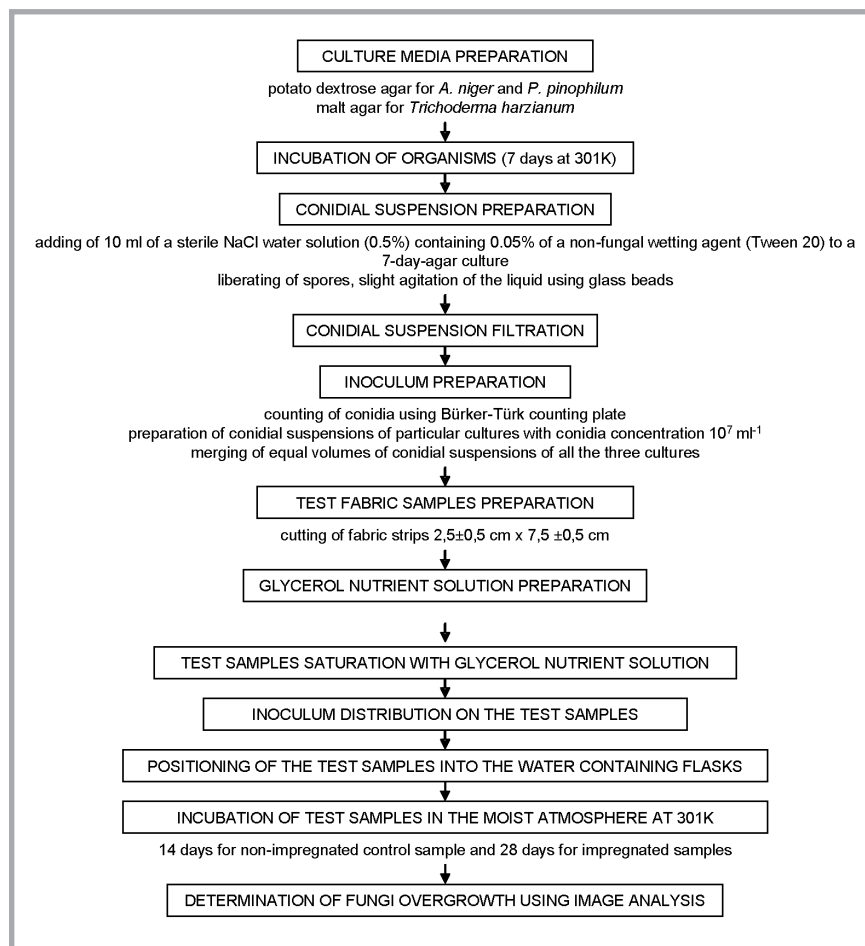 CULTURE MEDIA PREPARATION
potato dextrose agar for A. niger and P. pinophilum
malt agar for Trichoderma harzianum
INCUBATION OF ORGANISMS (7 days at 301K)
CONIDIAL SUSPENSION PREPARATION
adding of 10 ml of a sterile NaCl water solution (0.5%) containing 0.05% of a non-fungal wetting agent (Tween 20) to a
7-day-agar culture
liberating of spores, slight agitation of the liquid using glass beads
CONIDIAL SUSPENSION FILTRATION
INOCULUM PREPARATION
counting of conidia using Bürker-Türk counting plate
preparation of conidial suspensions of particular cultures with conidia concentration 10⁷ ml⁻¹
merging of equal volumes of conidial suspensions of all the three cultures
TEST FABRIC SAMPLES PREPARATION
cutting of fabric strips 2,5±0,5 cm x 7,5 ±0,5 cm
GLYCEROL NUTRIENT SOLUTION PREPARATION
TEST SAMPLES SATURATION WITH GLYCEROL NUTRIENT SOLUTION
INOCULUM DISTRIBUTION ON THE TEST SAMPLES
POSITIONING OF THE TEST SAMPLES INTO THE WATER CONTAINING FLASKS
INCUBATION OF TEST SAMPLES IN THE MOIST ATMOSPHERE AT 301K
14 days for non-impregnated control sample and 28 days for impregnated samples
DETERMINATION OF FUNGI OVERGROWTH USING IMAGE ANALYSIS